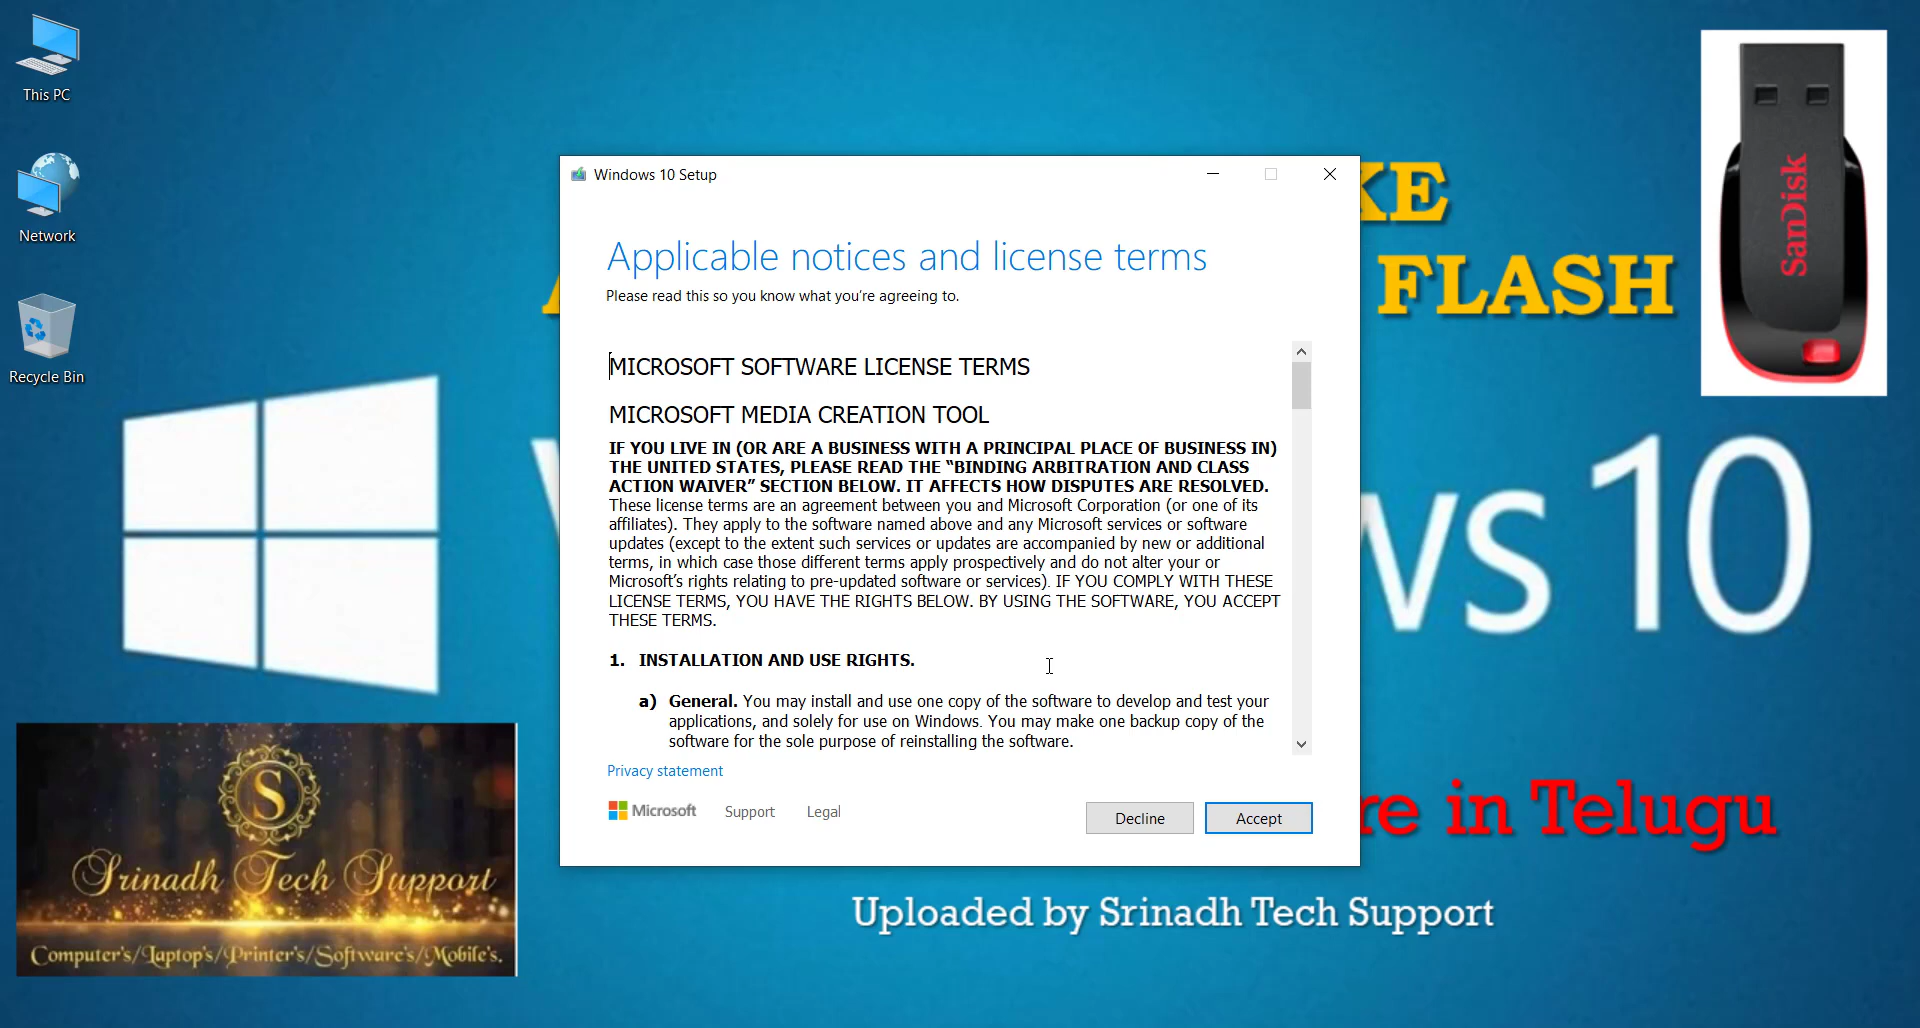 This PC
Network
Recycle Bin
Windows 10 Setup
Applicable notices and license terms
Please read this so you know what you're agreeing to.
MICROSOFT SOFTWARE LICENSE TERMS
MICROSOFT MEDIA CREATION TOOL
IF YOU LIVE IN (OR ARE A BUSINESS WITH A PRINCIPAL PLACE OF BUSINESS IN)
THE UNITED STATES, PLEASE READ THE “BINDING ARBITRATION AND CLASS
ACTION WAIVER” SECTION BELOW. IT AFFECTS HOW DISPUTES ARE RESOLVED.
These license terms are an agreement between you and Microsoft Corporation (or one of its
affiliates). They apply to the software named above and any Microsoft services or software
updates (except to the extent such services or updates are accompanied by new or additional
terms, in which case those different terms apply prospectively and do not alter your or
Microsoft’s rights relating to pre-updated software or services). IF YOU COMPLY WITH THESE
LICENSE TERMS, YOU HAVE THE RIGHTS BELOW. BY USING THE SOFTWARE, YOU ACCEPT
THESE TERMS.
1. INSTALLATION AND USE RIGHTS.
a) General. You may install and use one copy of the software to develop and test your
applications, and solely for use on Windows. You may make one backup copy of the
software for the sole purpose of reinstalling the software.
Privacy statement
Microsoft Support Legal
Decline Accept
KE
FLASH
SanDisk
ws 10
re in Telugu
Uploaded by Srinadh Tech Support
S
Srinadh Tech Support
Computer's/Laptop's/Printer's/Software's/Mobile's.